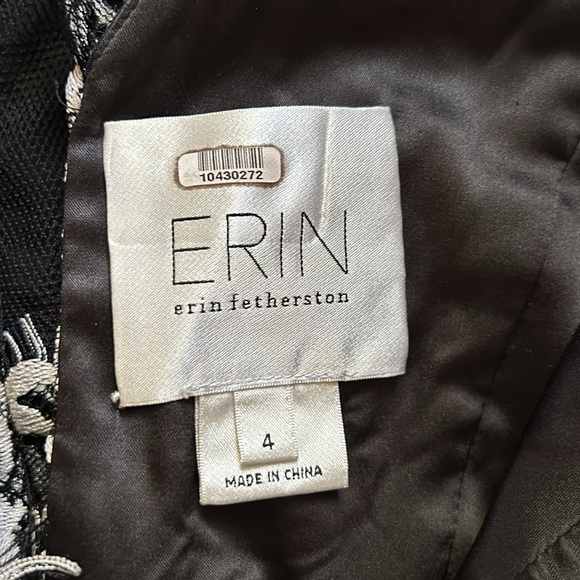 10430272
ERIN
erin fetherston
4
MADE IN CHINA